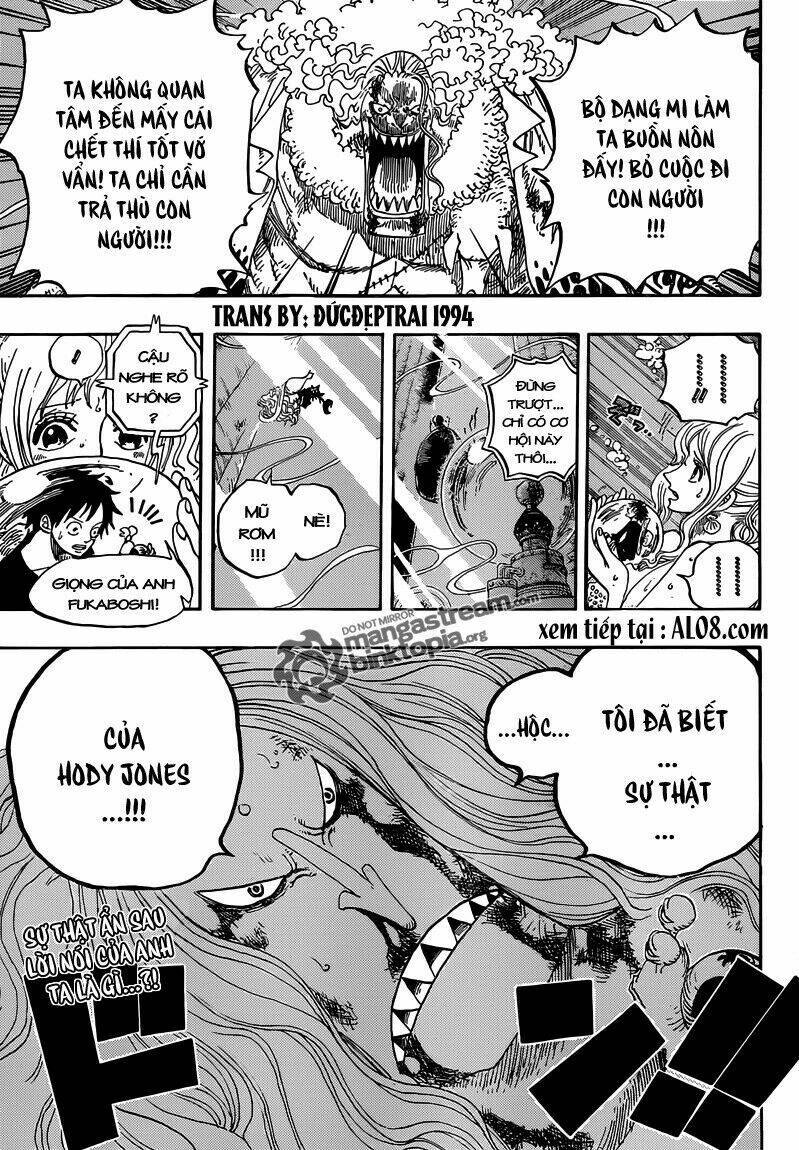 BỘ DẠNG MI LÀM
TA BUỒN NÔN
ĐẤY! BỎ CUỘC ĐI
CON NGƯỜI
!!!
TA KHÔNG QUAN
TÂM ĐẾN MẤY CÁI
CHẾT THÍ TỐT VỚ
VẨN! TA CHỈ CẦN
TRẢ THÙ CON
NGƯỜI!!!
TRANS BY: ĐỨCĐẸPTRAI 1994
ĐỪNG
TRƯỢT...
CHỈ CÓ CƠ
HỘI NÀY
THÔI...
NÈ!
MŨ
RƠM
!!!
!
CẬU
NGHE RÕ
KHÔNG
?
GIỌNG CỦA ANH
FUKABOSHI!
DO NOT MIRROR
mangastream.com
binktopia.org
xem tiếp tại : AL08.com
TÔI ĐÃ BIẾT
...
SỰ THẬT
...
...HỘC...
CỦA
HODY JONES
...!!!
SỰ THẬT ẨN SAU
LỜI NÓI CỦA ANH
TA LÀ GÌ....?!
ドン!!